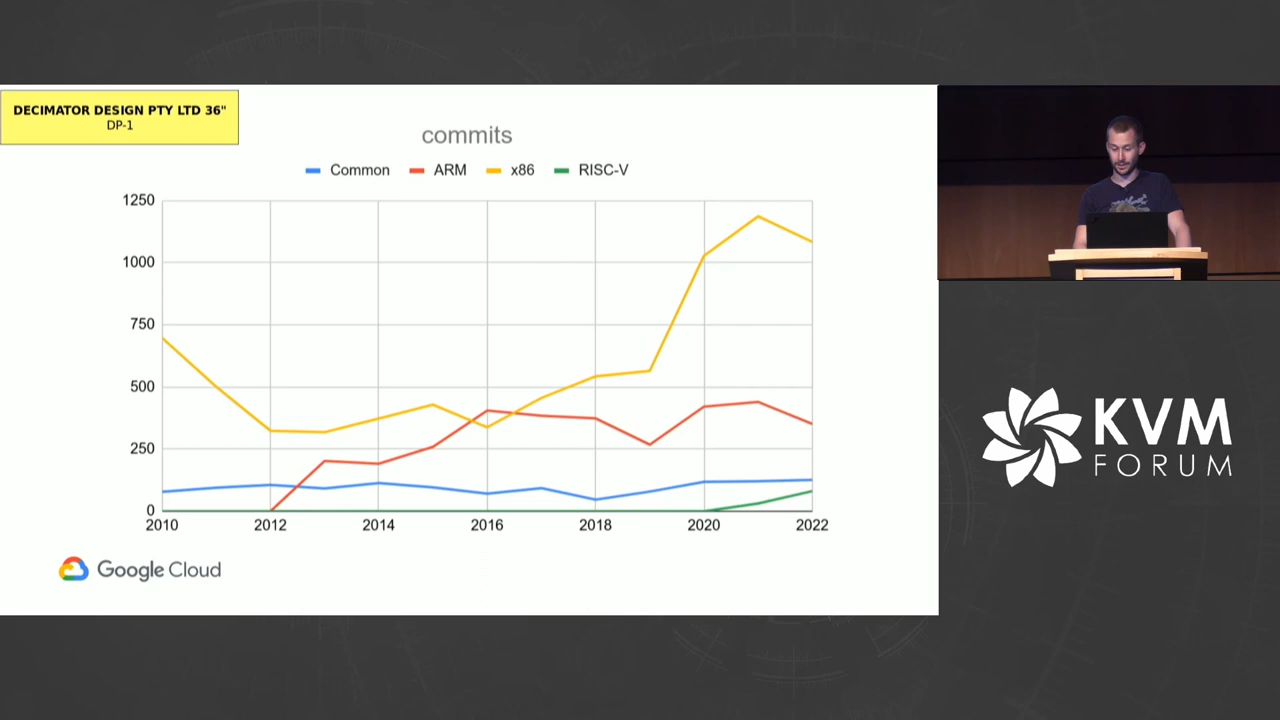 DECIMATOR DESIGN PTY LTD 36"
DP-1
commits
Common ARM x86 RISC-V
1250
1000
750
500
250
0
2010 2012 2014 2016 2018 2020 2022
Google Cloud
KVM
FORUM